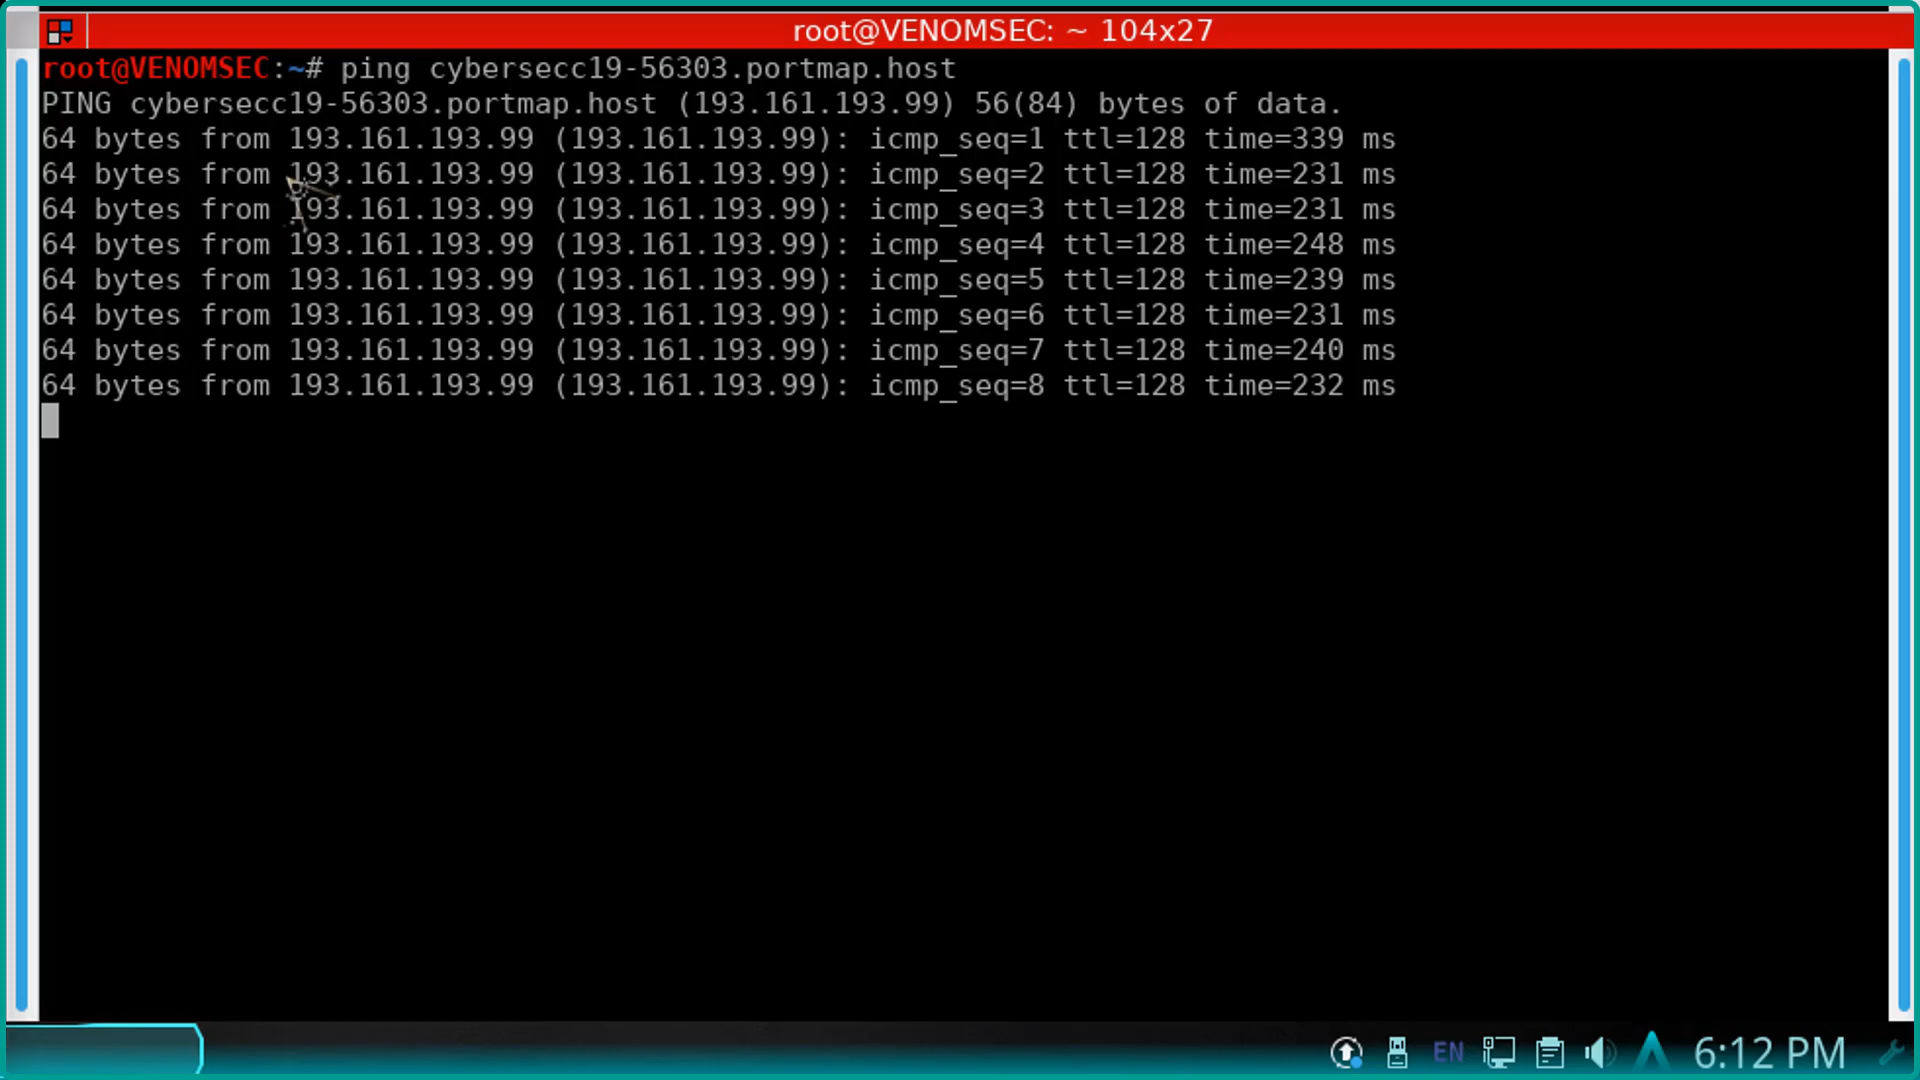 root@VENOMSEC: ~ 104x27
root@VENOMSEC:~# ping cybersecc19-56303.portmap.host
PING cybersecc19-56303.portmap.host (193.161.193.99) 56(84) bytes of data.
64 bytes from 193.161.193.99 (193.161.193.99): icmp_seq=1 ttl=128 time=339 ms
64 bytes from 193.161.193.99 (193.161.193.99): icmp_seq=2 ttl=128 time=231 ms
64 bytes from 193.161.193.99 (193.161.193.99): icmp_seq=3 ttl=128 time=231 ms
64 bytes from 193.161.193.99 (193.161.193.99): icmp_seq=4 ttl=128 time=248 ms
64 bytes from 193.161.193.99 (193.161.193.99): icmp_seq=5 ttl=128 time=239 ms
64 bytes from 193.161.193.99 (193.161.193.99): icmp_seq=6 ttl=128 time=231 ms
64 bytes from 193.161.193.99 (193.161.193.99): icmp_seq=7 ttl=128 time=240 ms
64 bytes from 193.161.193.99 (193.161.193.99): icmp_seq=8 ttl=128 time=232 ms
EN 6:12 PM